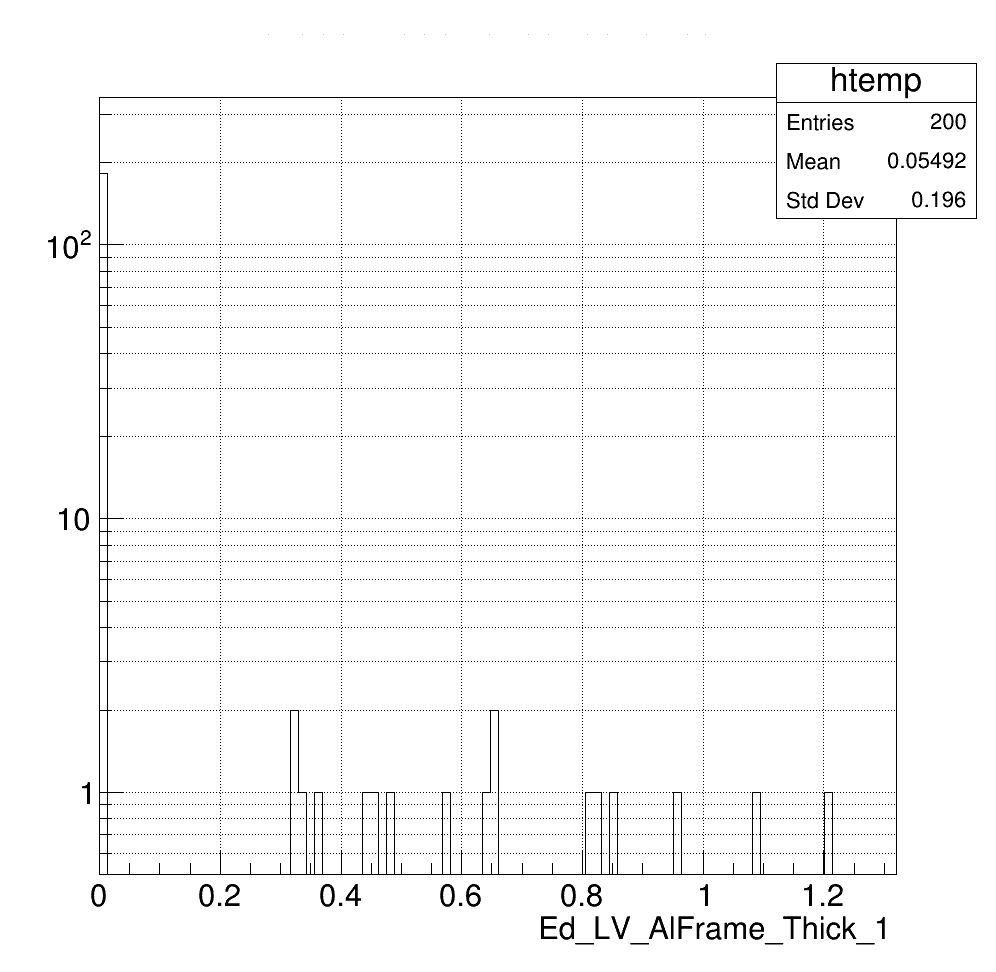 htemp
Entries 200
Mean 0.05492
Std Dev 0.196
10²
10
1
0 0.2 0.4 0.6 0.8 1 1.2
Ed_LV_AlFrame_Thick_1